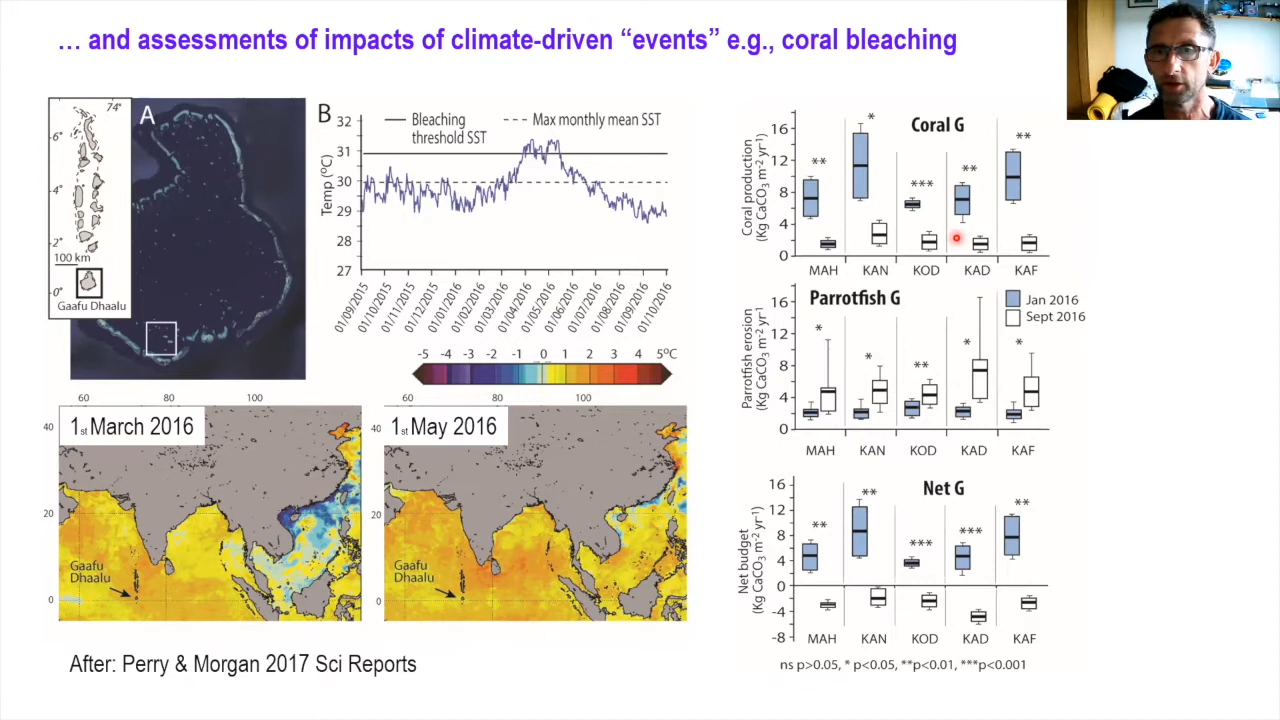 … and assessments of impacts of climate-driven “events” e.g., coral bleaching
74°
6°
4°
2°
100 km
0°
Gaafu Dhaalu
A
B
Bleaching threshold SST
Max monthly mean SST
Temp (°C)
32
31
30
29
28
27
01/09/2015
01/10/2015
01/11/2015
01/12/2015
01/01/2016
01/02/2016
01/03/2016
01/04/2016
01/05/2016
01/06/2016
01/07/2016
01/08/2016
01/09/2016
01/10/2016
-5 -4 -3 -2 -1 0 1 2 3 4 5°C
60 80 100
40
20
0
1st March 2016
Gaafu
Dhaalu
60 80 100
40
20
0
1st May 2016
Gaafu
Dhaalu
After: Perry & Morgan 2017 Sci Reports
Coral G
Coral production
(Kg CaCO3 m-2 yr-1)
16
12
8
4
0
** * *** ** **
MAH KAN KOD KAD KAF
Parrotfish G
Jan 2016
Sept 2016
Parrotfish erosion
(Kg CaCO3 m-2 yr-1)
16
12
8
4
0
* * ** * *
MAH KAN KOD KAD KAF
Net G
Net budget
(Kg CaCO3 m-2 yr-1)
16
12
8
4
0
-4
-8
** ** *** *** **
MAH KAN KOD KAD KAF
ns p>0.05, * p<0.05, **p<0.01, ***p<0.001